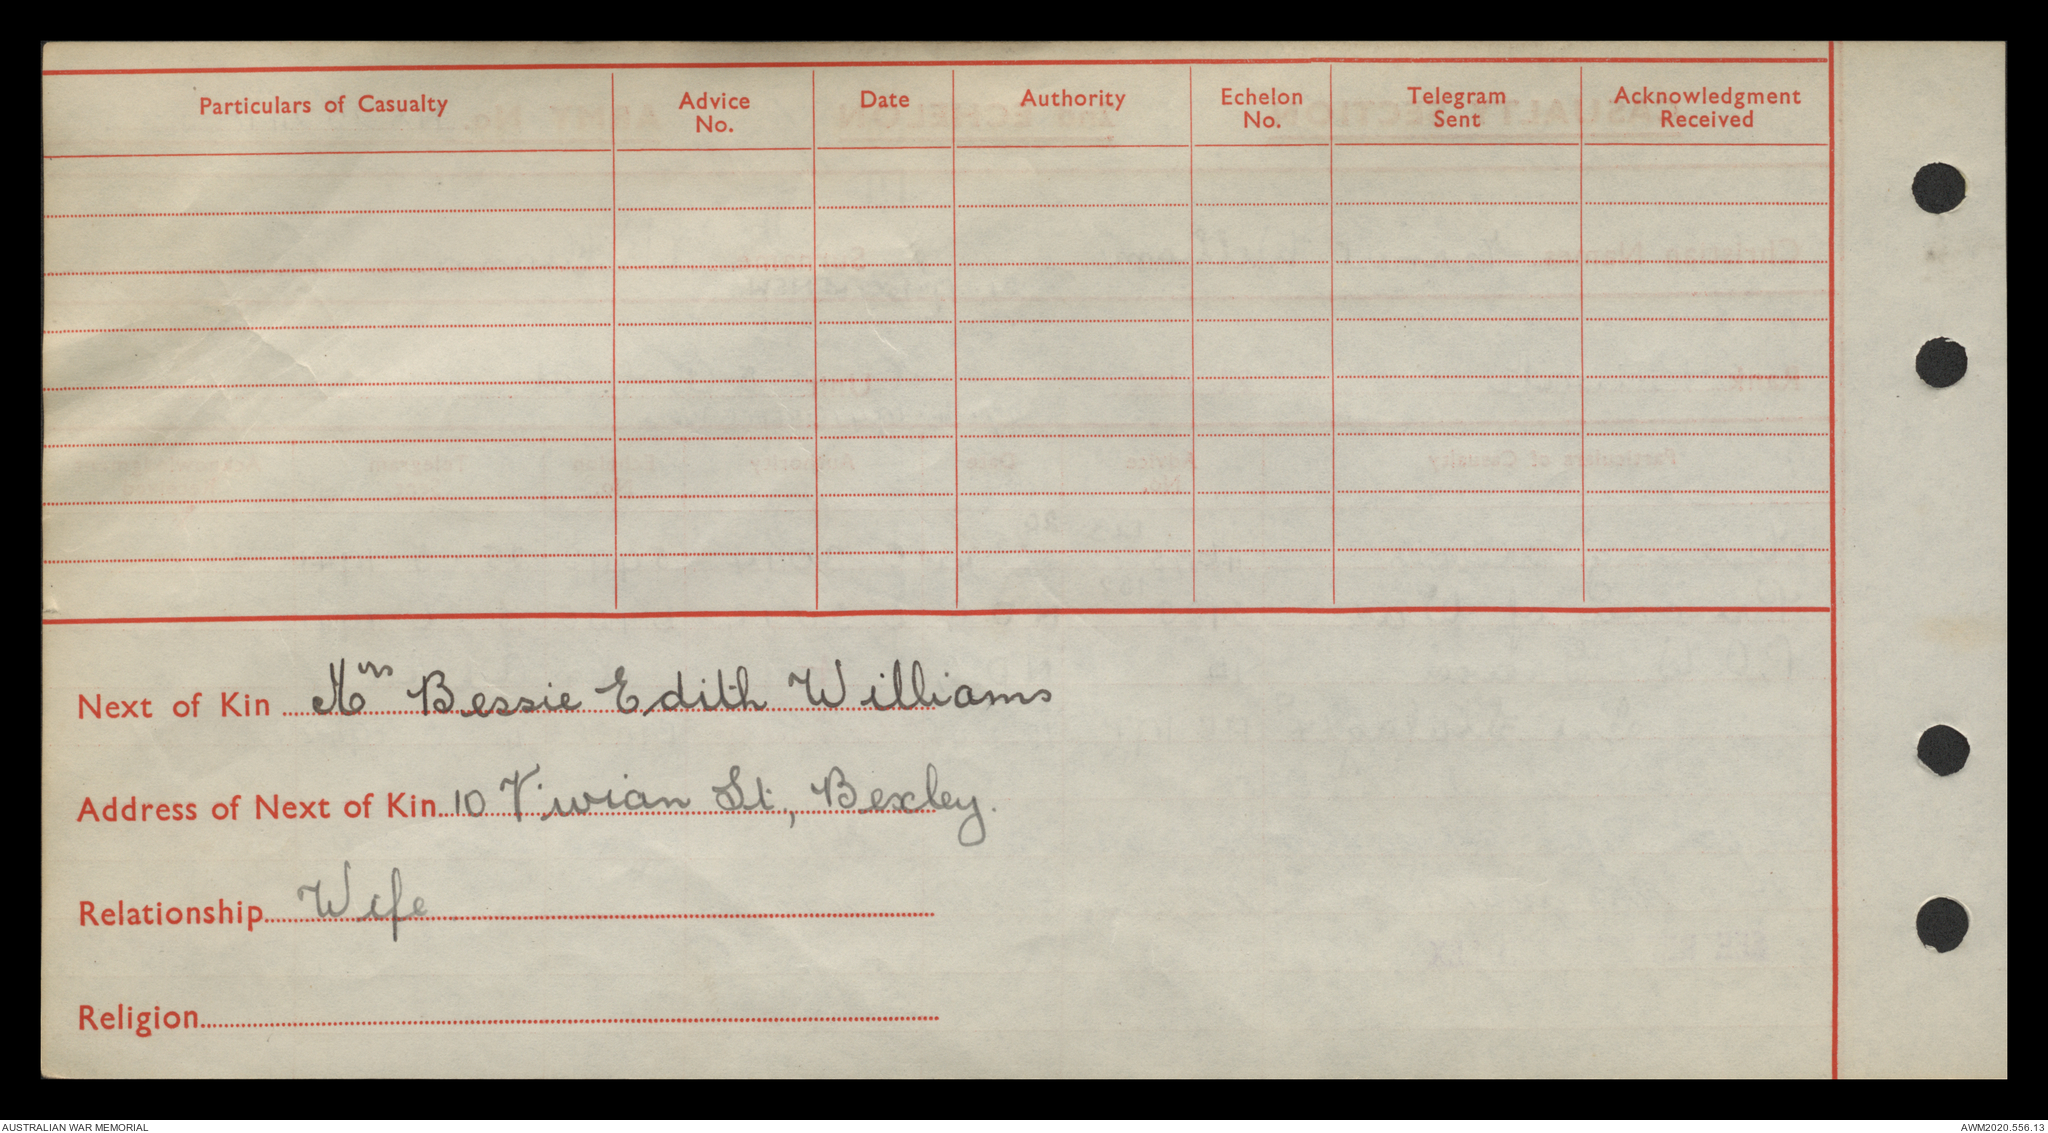 Particulars of Casualty Advice No. Date Authority Echelon No. Telegram Sent Acknowledgment Received
Next of Kin Mrs Bessie Edith Williams
Address of Next of Kin 10 Vivian St, Bexley.
Relationship Wife
Religion
AUSTRALIAN WAR MEMORIAL AWM2020.556.13